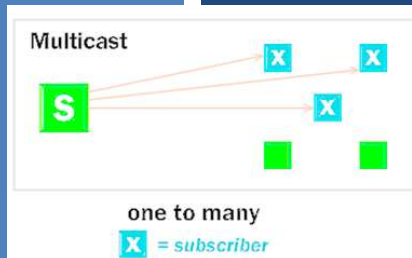 Multicast
X X
S
X
one to many
X = subscriber